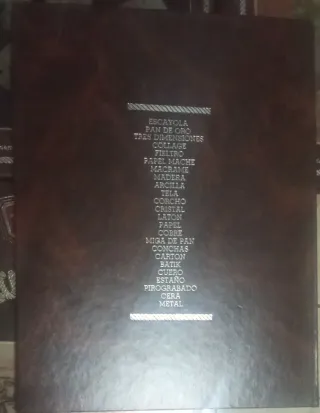 ESCAYOLA
PAN DE ORO
TRES DIMENSIONES
COLLAGE
FIELTRO
PAPEL MACHE
MACRAME
MADERA
ARCILLA
TELA
CORCHO
CRISTAL
LATON
PAPEL
COBRE
MIGA DE PAN
CONCHAS
CARTON
BATIK
CUERO
ESTAÑO
PIROGRABADO
CERA
METAL